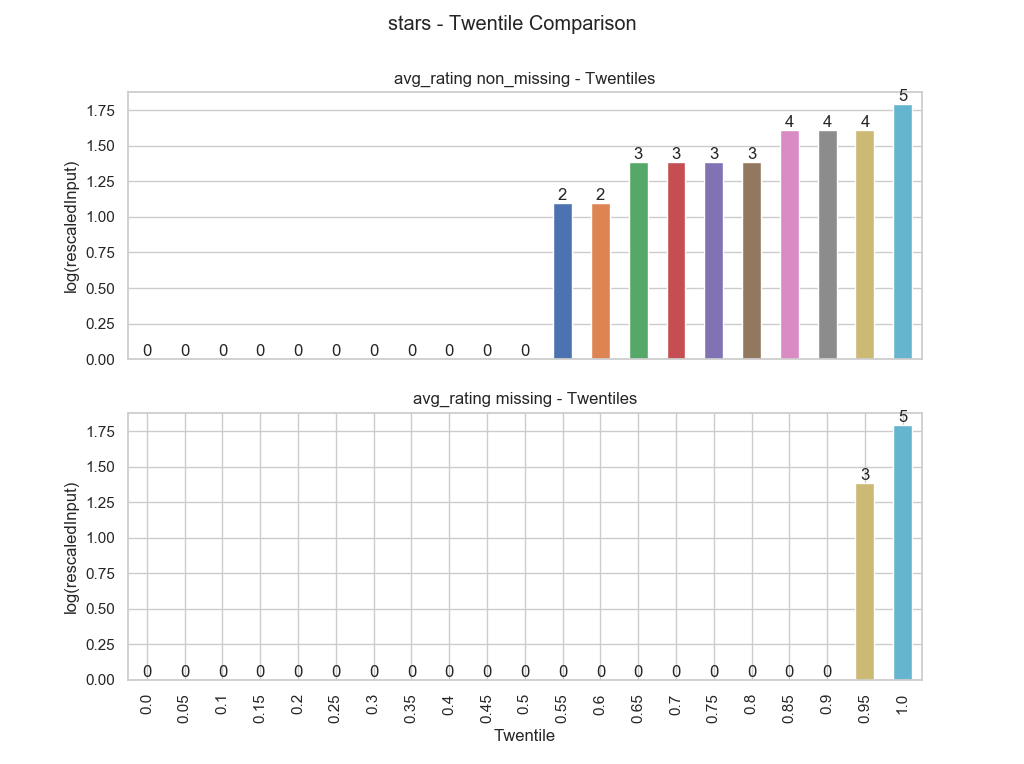 stars - Twentile Comparison
avg_rating non_missing - Twentiles
log(rescaledInput)
1.75
1.50
1.25
1.00
0.75
0.50
0.25
0.00
0 0 0 0 0 0 0 0 0 0 0 2 2 3 3 3 3 4 4 4 5
avg_rating missing - Twentiles
log(rescaledInput)
1.75
1.50
1.25
1.00
0.75
0.50
0.25
0.00
0 0 0 0 0 0 0 0 0 0 0 0 0 0 0 0 0 0 0 3 5
0.0 0.05 0.1 0.15 0.2 0.25 0.3 0.35 0.4 0.45 0.5 0.55 0.6 0.65 0.7 0.75 0.8 0.85 0.9 0.95 1.0
Twentile